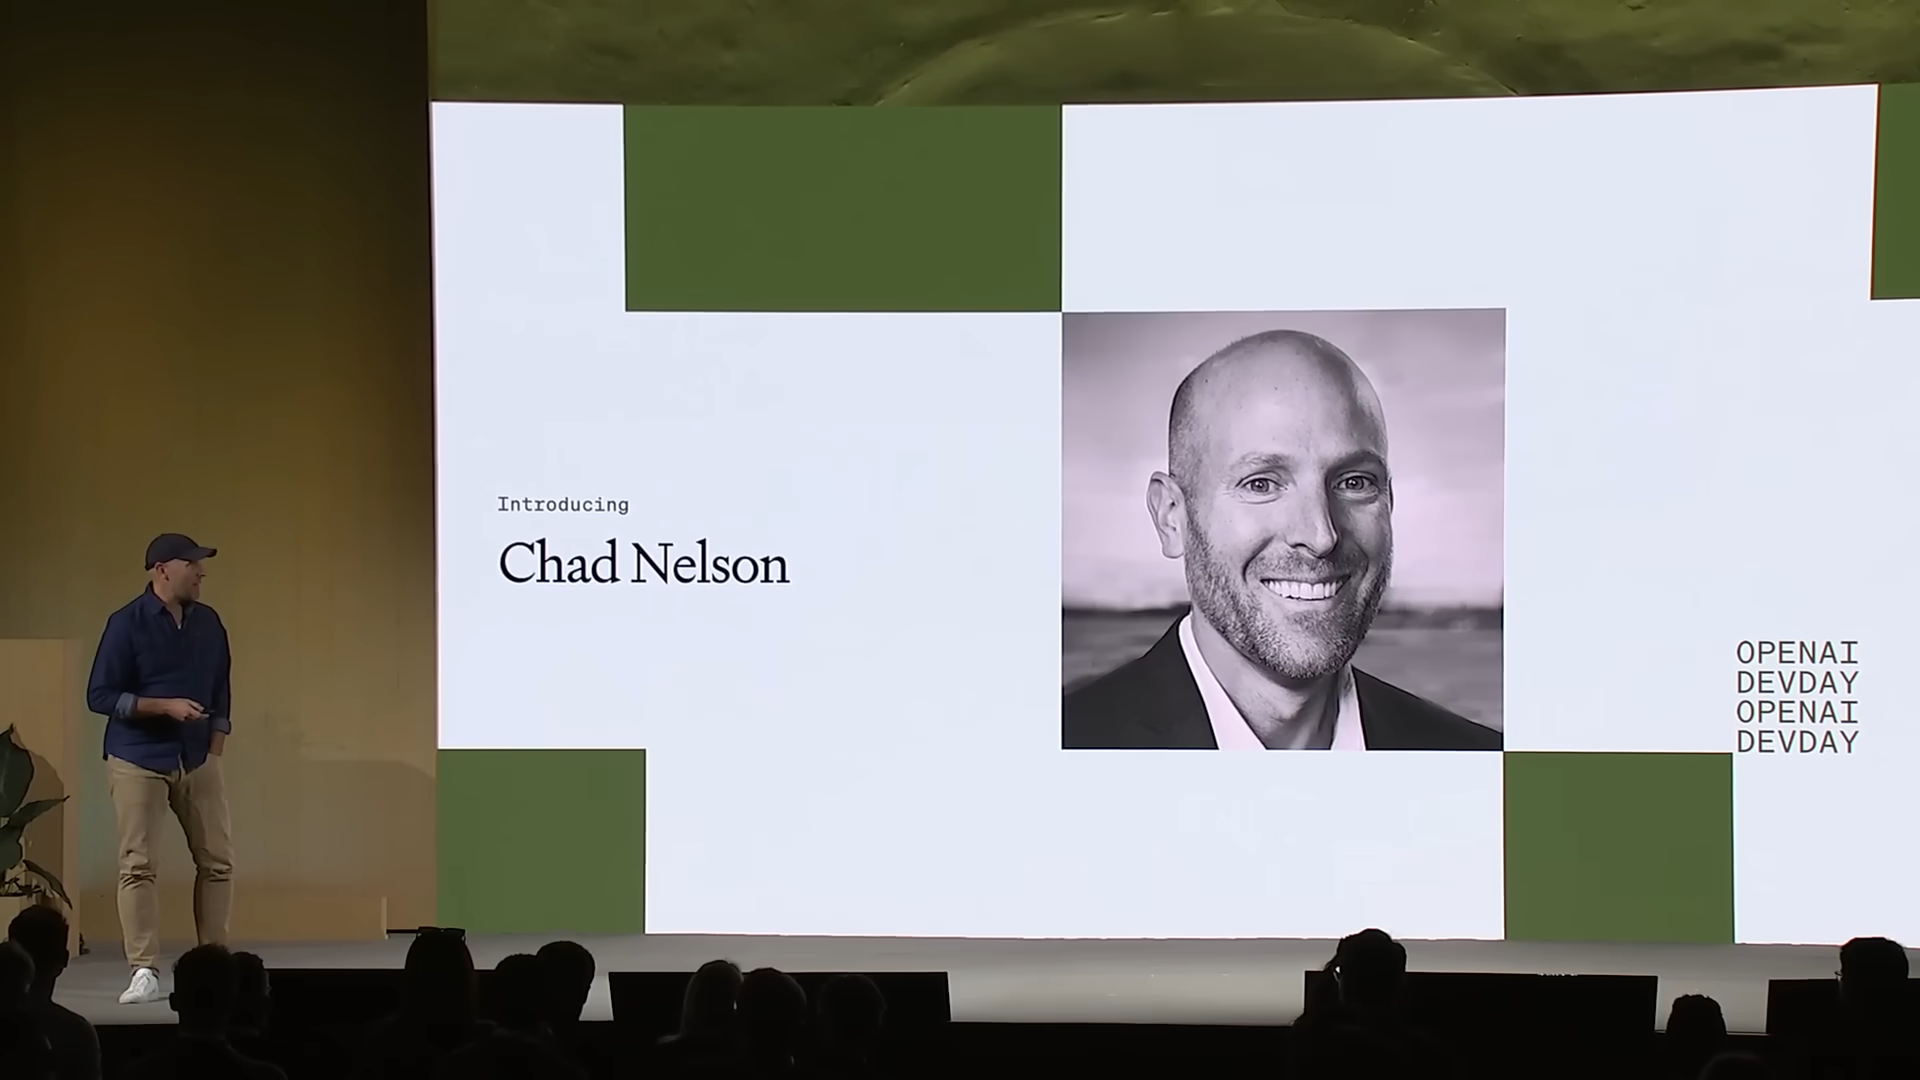 Introducing
Chad Nelson
OPENAI
DEVDAY
OPENAI
DEVDAY